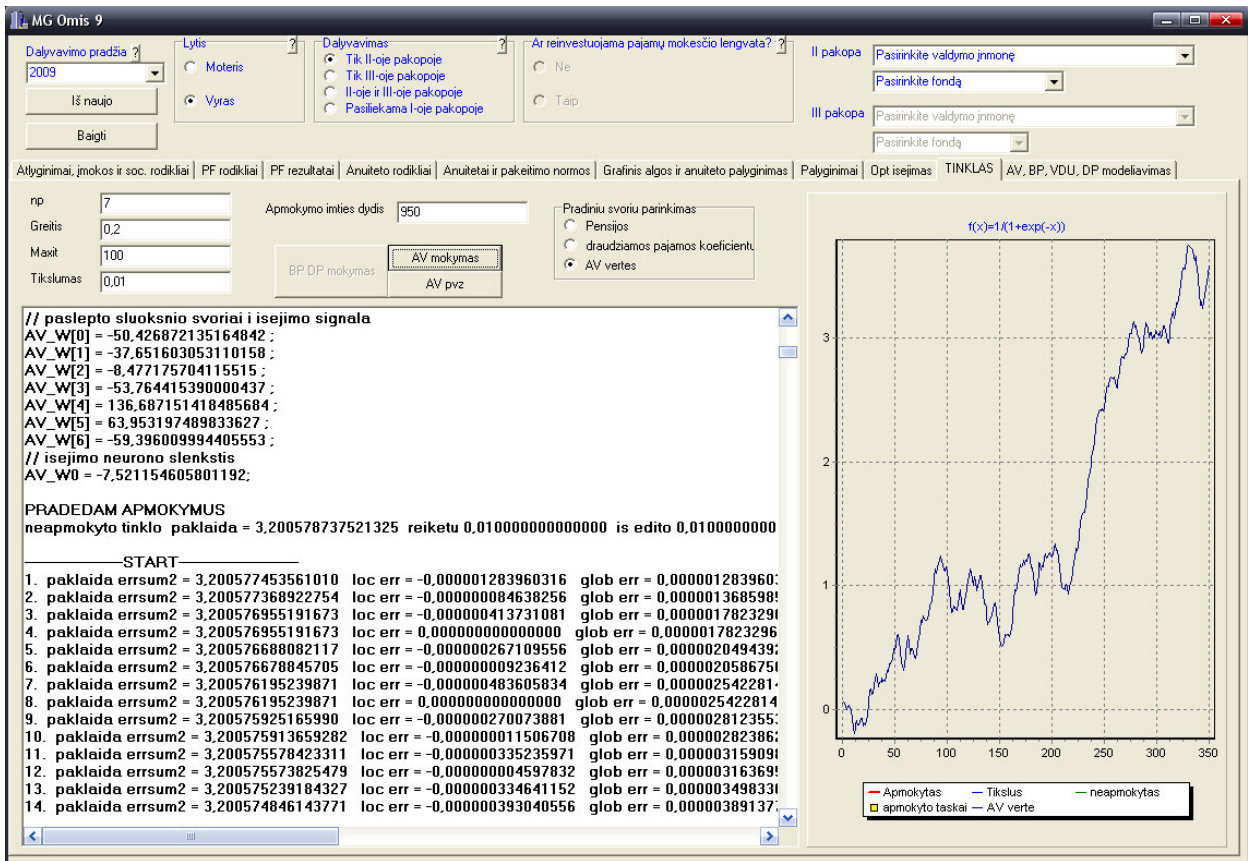 MG Omis 9
Dalyvavimo pradžia ?
2009
Iš naujo
Baigti
Lytis ?
Moteris
Vyras
Dalyvavimas ?
Tik II-oje pakopoje
Tik III-oje pakopoje
II-oje ir III-oje pakopoje
Pasiliekama I-oje pakopoje
Ar reinvestuojama pajamų mokesčio lengvata? ?
Ne
Taip
II pakopa Pasirinkite valdymo įnmonę
Pasirinkite fondą
III pakopa Pasirinkite valdymo įnmonę
Pasirinkite fondą
Atlyginimai, įmokos ir soc. rodikliai PF rodikliai PF rezultatai Anuiteto rodikliai Anuitetai ir pakeitimo normos Grafinis algos ir anuiteto palyginimas Palyginimai Opt isejimas TINKLAS AV, BP, VDU, DP modeliavimas
np 7
Greitis 0,2
Maxit 100
Tikslumas 0,01
Apmokymo imties dydis 950
BP DP mokymas
AV mokymas
AV pvz
Pradiniu svoriu parinkimas
Pensijos
draudziamos pajamos koeficientu
AV vertes
// paslepto sluoksnio svoriai i isejimo signala
AV_W[0] = -50,426872135164842 ;
AV_W[1] = -37,651603053110158 ;
AV_W[2] = -8,477175704115515 ;
AV_W[3] = -53,764415390000437 ;
AV_W[4] = 136,687151418485684 ;
AV_W[5] = 63,953197489833627 ;
AV_W[6] = -59,396009994405553 ;
// isejimo neurono slenkstis
AV_W0 = -7,521154605801192;
PRADEDAM APMOKYMUS
neapmokyto tinklo paklaida = 3,200578737521325 reiketu 0,010000000000000 is edito 0,0100000000
--------------START-----------------
1. paklaida errsum2 = 3,200577453561010 loc err = -0,000001283960316 glob err = 0,0000012839603
2. paklaida errsum2 = 3,200577368922754 loc err = -0,000000084638256 glob err = 0,0000013685985
3. paklaida errsum2 = 3,200576955191673 loc err = -0,000000413731081 glob err = 0,0000017823296
4. paklaida errsum2 = 3,200576955191673 loc err = 0,000000000000000 glob err = 0,0000017823296
5. paklaida errsum2 = 3,200576688082117 loc err = -0,000000267109556 glob err = 0,0000020494392
6. paklaida errsum2 = 3,200576678845705 loc err = -0,000000009236412 glob err = 0,0000020586756
7. paklaida errsum2 = 3,200576195239871 loc err = -0,000000483605834 glob err = 0,0000025422814
8. paklaida errsum2 = 3,200576195239871 loc err = 0,000000000000000 glob err = 0,0000025422814
9. paklaida errsum2 = 3,200575925165990 loc err = -0,000000270073881 glob err = 0,0000028123553
10. paklaida errsum2 = 3,200575913659282 loc err = -0,000000011506708 glob err = 0,000002823862
11. paklaida errsum2 = 3,200575578423311 loc err = -0,000000335235971 glob err = 0,000003159098
12. paklaida errsum2 = 3,200575573825479 loc err = -0,000000004597832 glob err = 0,000003163695
13. paklaida errsum2 = 3,200575239184327 loc err = -0,000000334641152 glob err = 0,000003498336
14. paklaida errsum2 = 3,200574846143771 loc err = -0,000000393040556 glob err = 0,000003891377
f(x)=1/(1+exp(-x))
3
2
1
0
0 50 100 150 200 250 300 350
Apmokytas Tikslus neapmokytas
apmokyto taskai AV verte